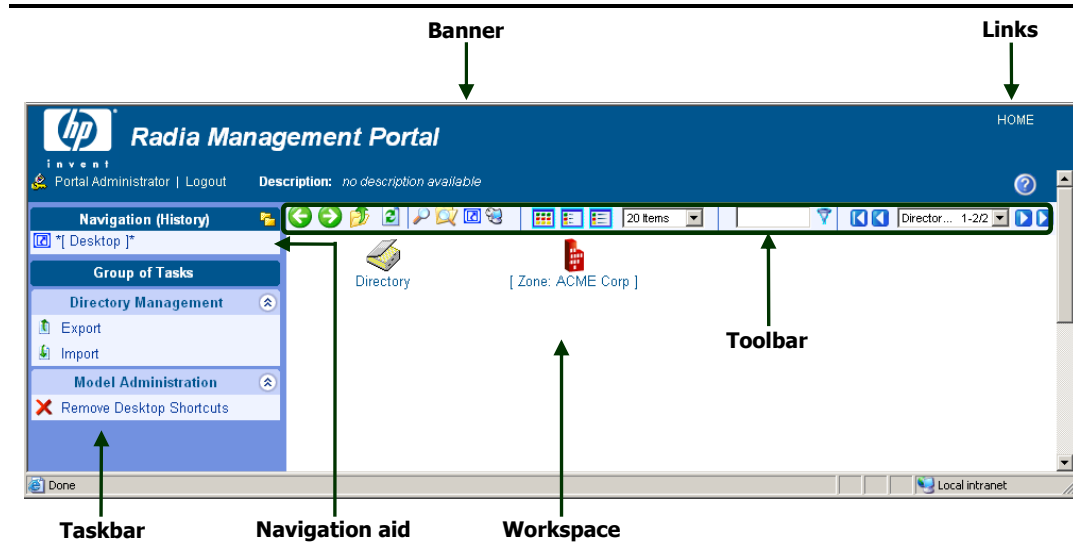 Banner
Links
hp
invent
Radia Management Portal
HOME
Portal Administrator | Logout
Description: no description available
?
Navigation (History)
*[ Desktop ]*
20 Items
Director... 1-2/2
Group of Tasks
Directory Management
Export
Import
Model Administration
Remove Desktop Shortcuts
Directory
[ Zone: ACME Corp ]
Toolbar
Done
Local intranet
Taskbar
Navigation aid
Workspace